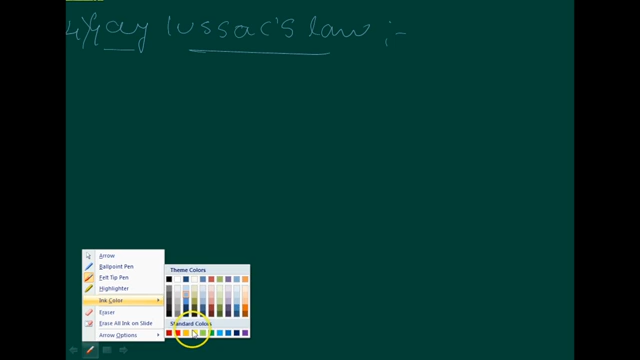 4) Gay lussac's law :-
Arrow
Ballpoint Pen
Felt Tip Pen
Highlighter
Ink Color
Eraser
Erase All Ink on Slide
Arrow Options
Theme Colors
Standard Colors